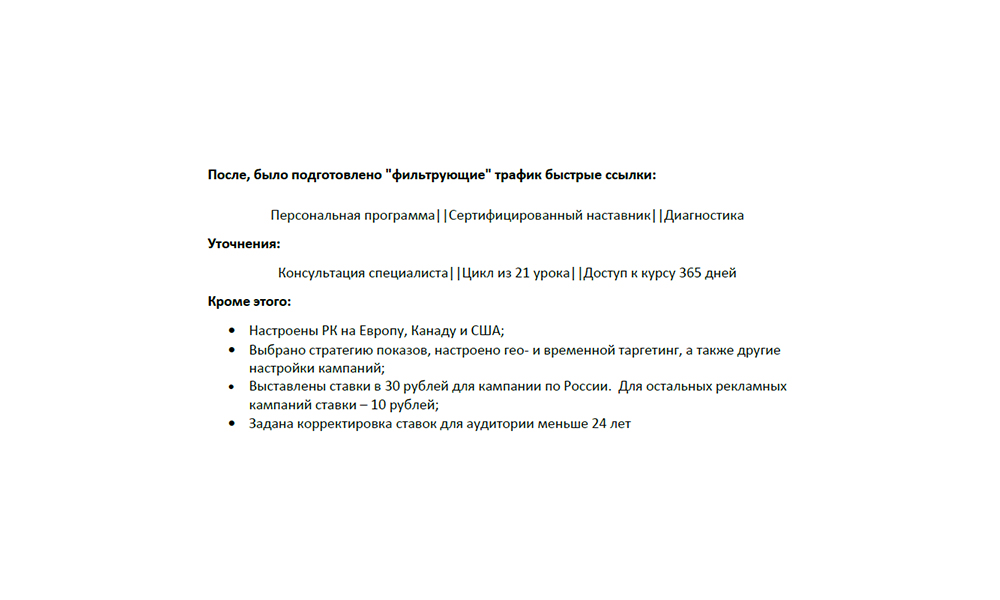 После, было подготовлено "фильтрующие" трафик быстрые ссылки:
Персональная программа||Сертифицированный наставник||Диагностика
Уточнения:
Консультация специалиста||Цикл из 21 урока||Доступ к курсу 365 дней
Кроме этого:
• Настроены РК на Европу, Канаду и США;
• Выбрано стратегию показов, настроено гео- и временной таргетинг, а также другие
настройки кампаний;
• Выставлены ставки в 30 рублей для кампании по России.  Для остальных рекламных
кампаний ставки – 10 рублей;
• Задана корректировка ставок для аудитории меньше 24 лет